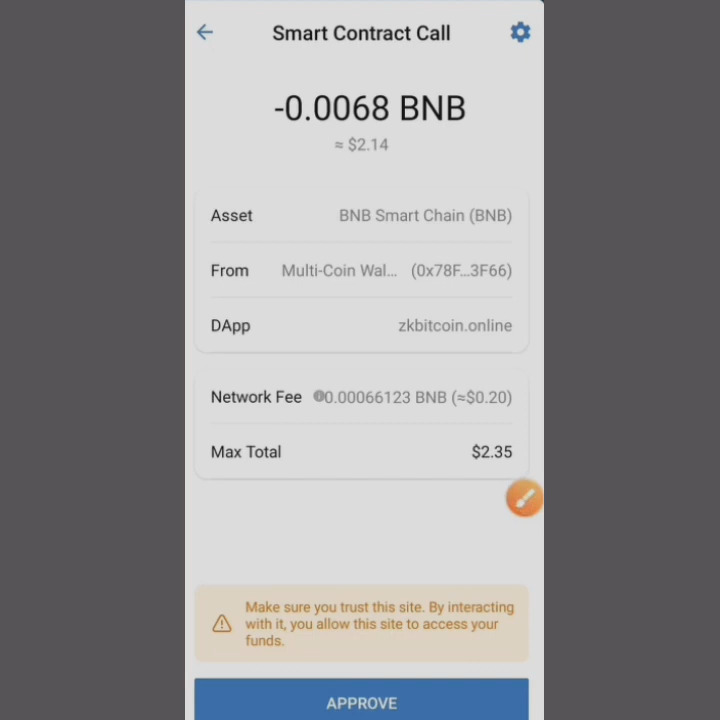 Smart Contract Call
-0.0068 BNB
≈ $2.14
Asset BNB Smart Chain (BNB)
From Multi-Coin Wal... (0x78F...3F66)
DApp zkbitcoin.online
Network Fee 0.00066123 BNB (≈$0.20)
Max Total $2.35
Make sure you trust this site. By interacting
with it, you allow this site to access your
funds.
APPROVE